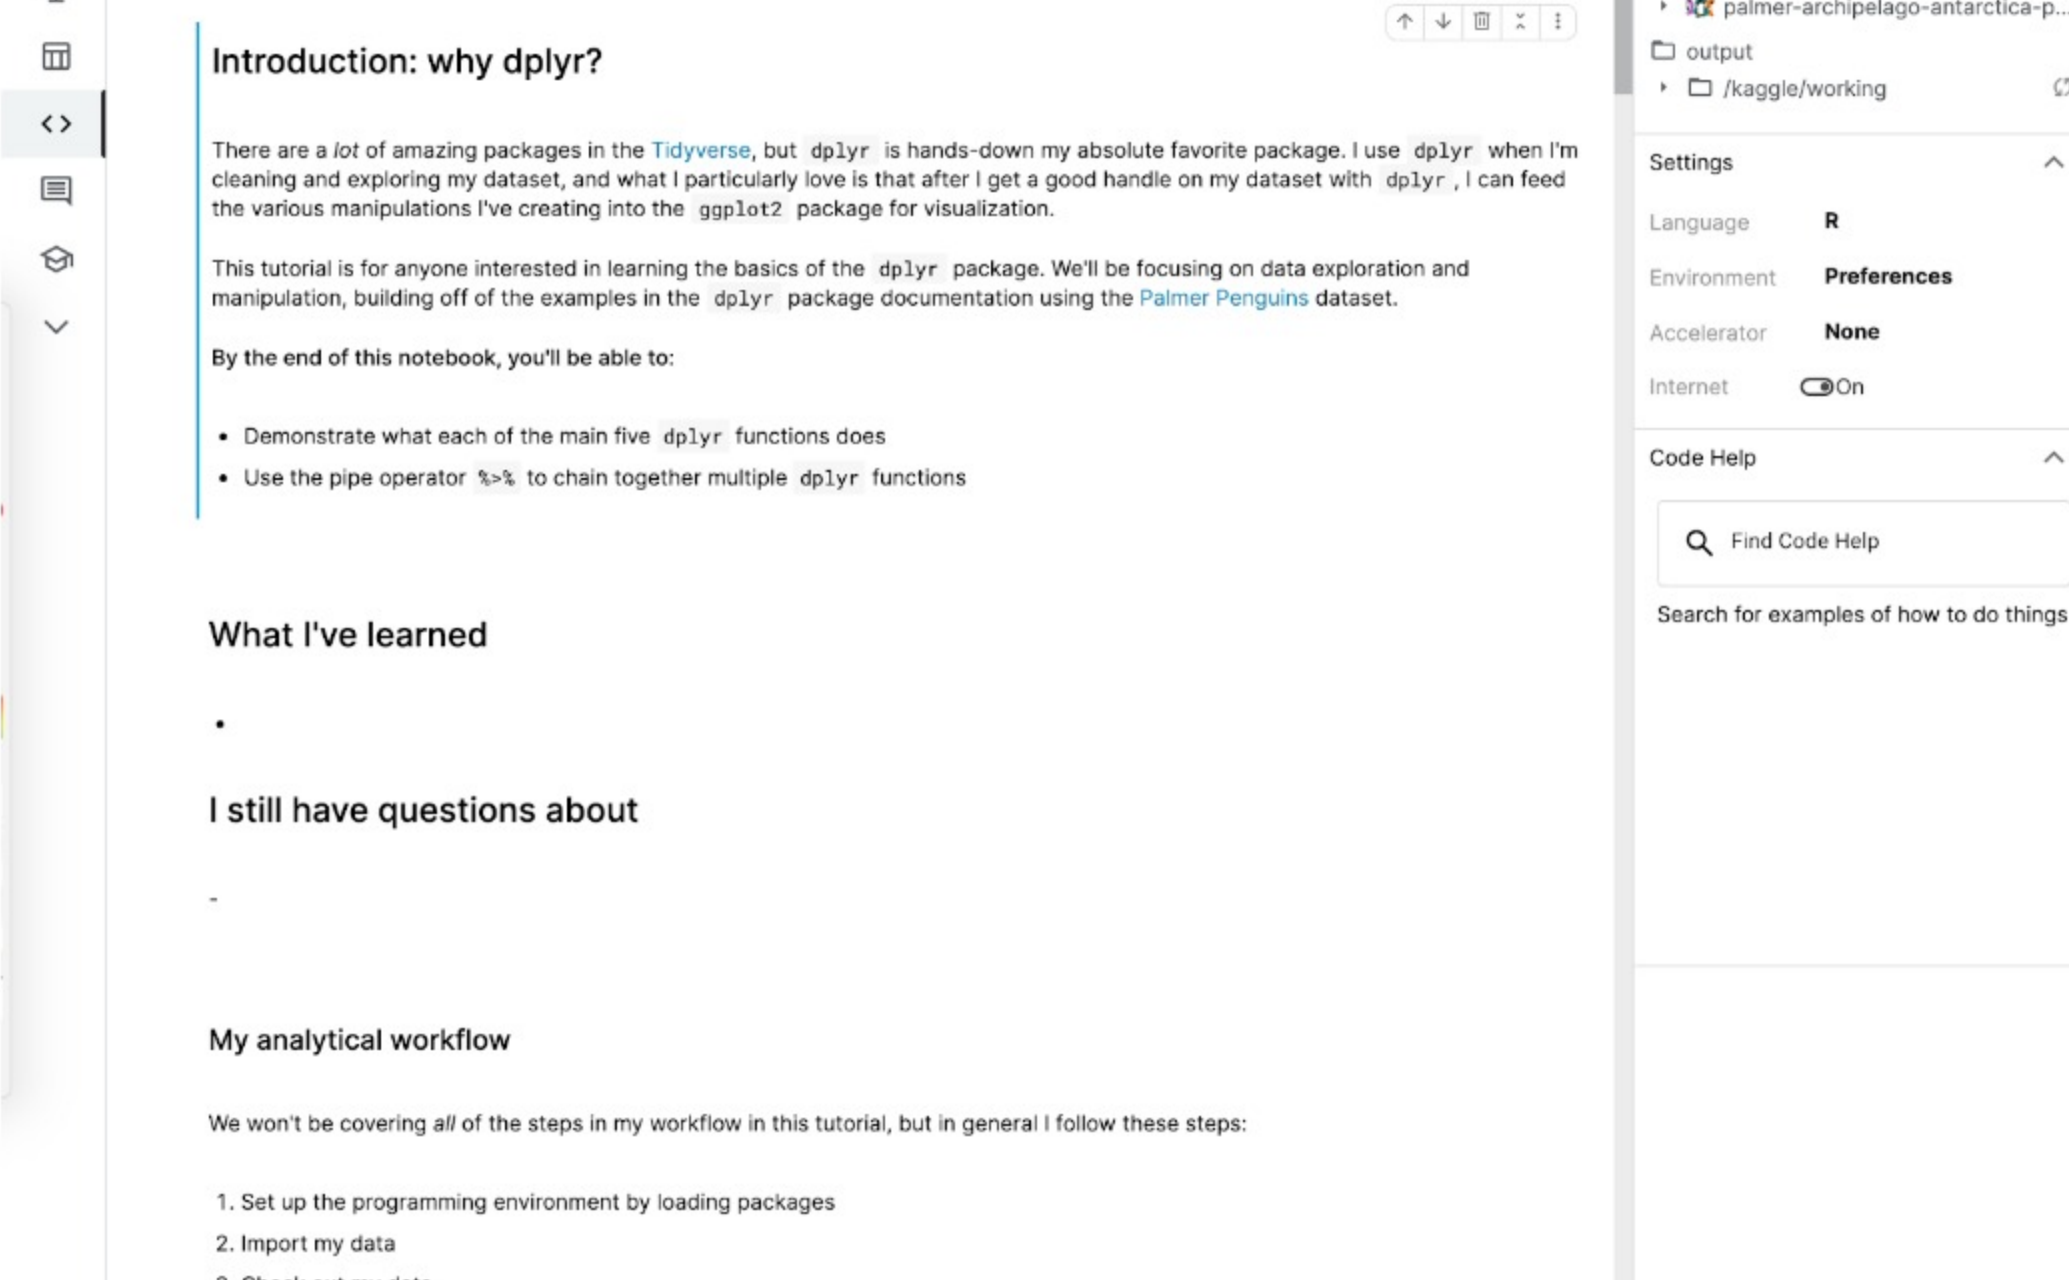 Introduction: why dplyr?
There are a lot of amazing packages in the Tidyverse, but dplyr is hands-down my absolute favorite package. I use dplyr when I'm
cleaning and exploring my dataset, and what I particularly love is that after I get a good handle on my dataset with dplyr , I can feed
the various manipulations I've creating into the ggplot2 package for visualization.
This tutorial is for anyone interested in learning the basics of the dplyr package. We'll be focusing on data exploration and
manipulation, building off of the examples in the dplyr package documentation using the Palmer Penguins dataset.
By the end of this notebook, you'll be able to:
• Demonstrate what each of the main five dplyr functions does
• Use the pipe operator %>% to chain together multiple dplyr functions
What I've learned
•
I still have questions about
-
My analytical workflow
We won't be covering all of the steps in my workflow in this tutorial, but in general I follow these steps:
1. Set up the programming environment by loading packages
2. Import my data
palmer-archipelago-antarctica-p...
output
/kaggle/working
Settings
Language R
Environment Preferences
Accelerator None
Internet On
Code Help
Find Code Help
Search for examples of how to do things